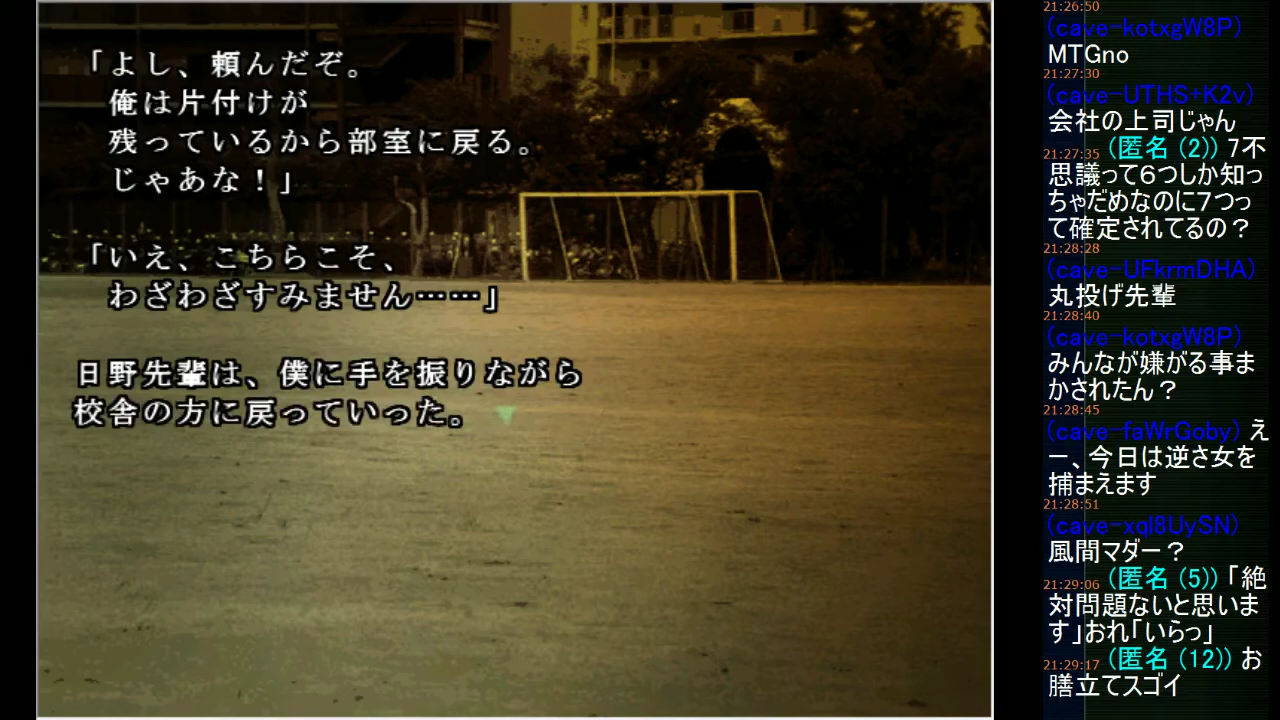 「よし、頼んだぞ。
俺は片付けが
残っているから部室に戻る。
じゃあな！」
「いえ、こちらこそ、
わざわざすみません……」
日野先輩は、僕に手を振りながら
校舎の方に戻っていった。
21:26:50
(cave-kotxgW8P)
MTGno
21:27:30
(cave-UTHS+K2v)
会社の上司じゃん
21:27:35 (匿名(2)) 7不
思議って6つしか知っ
ちゃだめなのに7つっ
て確定されてるの？
21:28:28
(cave-UFkrmDHA)
丸投げ先輩
21:28:40
(cave-kotxgW8P)
みんなが嫌がる事ま
かされたん？
21:28:45
(cave-faWrGoby) え
ー、今日は逆さ女を
捕まえます
21:28:51
(cave-xql8UySN)
風間マダー？
21:29:06 (匿名(5)) 「絶
対問題ないと思いま
す」おれ「いらっ」
21:29:17 (匿名(12)) お
膳立てスゴイ